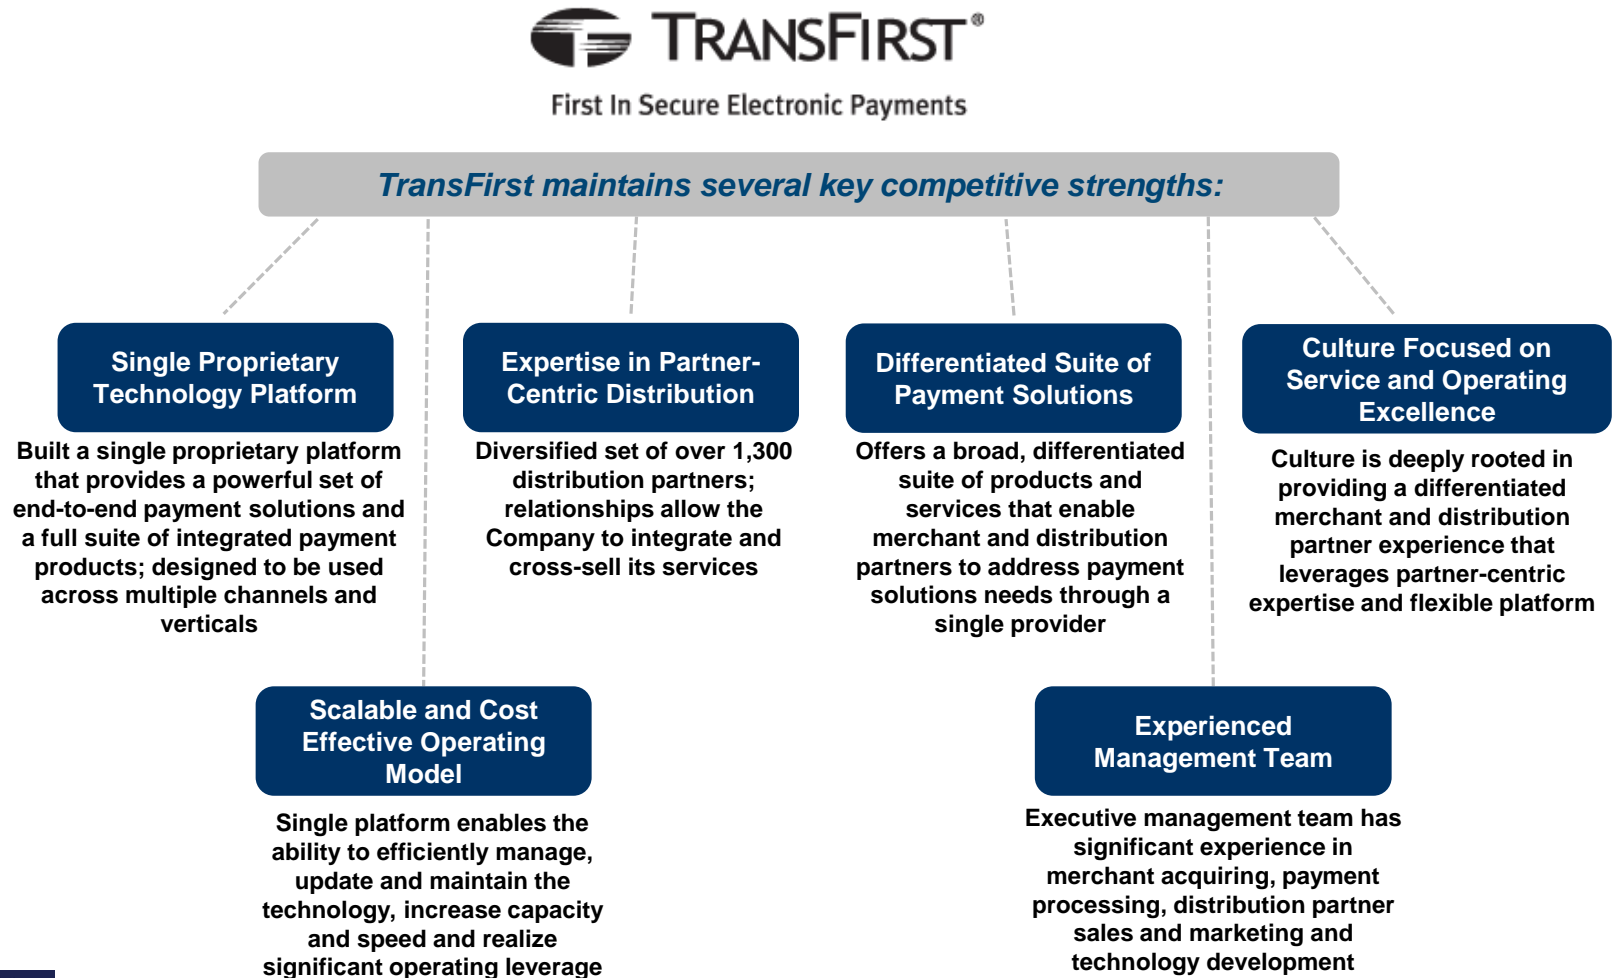 TRANSFIRST®
First In Secure Electronic Payments
TransFirst maintains several key competitive strengths:
Single Proprietary
Technology Platform
Built a single proprietary platform
that provides a powerful set of
end-to-end payment solutions and
a full suite of integrated payment
products; designed to be used
across multiple channels and
verticals
Expertise in Partner-
Centric Distribution
Diversified set of over 1,300
distribution partners;
relationships allow the
Company to integrate and
cross-sell its services
Differentiated Suite of
Payment Solutions
Offers a broad, differentiated
suite of products and
services that enable
merchant and distribution
partners to address payment
solutions needs through a
single provider
Culture Focused on
Service and Operating
Excellence
Culture is deeply rooted in
providing a differentiated
merchant and distribution
partner experience that
leverages partner-centric
expertise and flexible platform
Scalable and Cost
Effective Operating
Model
Single platform enables the
ability to efficiently manage,
update and maintain the
technology, increase capacity
and speed and realize
significant operating leverage
Experienced
Management Team
Executive management team has
significant experience in
merchant acquiring, payment
processing, distribution partner
sales and marketing and
technology development